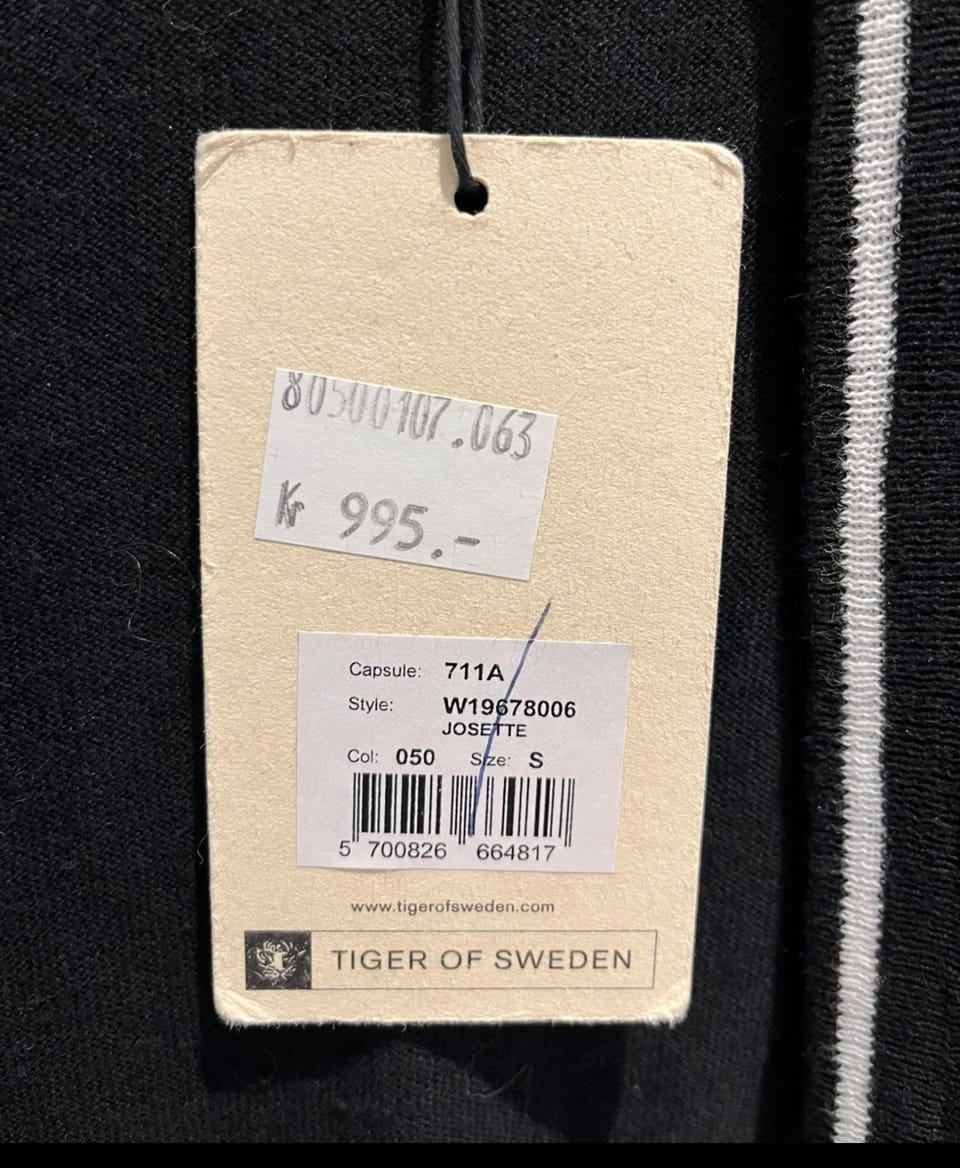 80500107.063
Kr 995.-
Capsule: 711A
Style: W19678006
JOSETTE
Col: 050 Size: S
5 700826 664817
www.tigerofsweden.com
TIGER OF SWEDEN